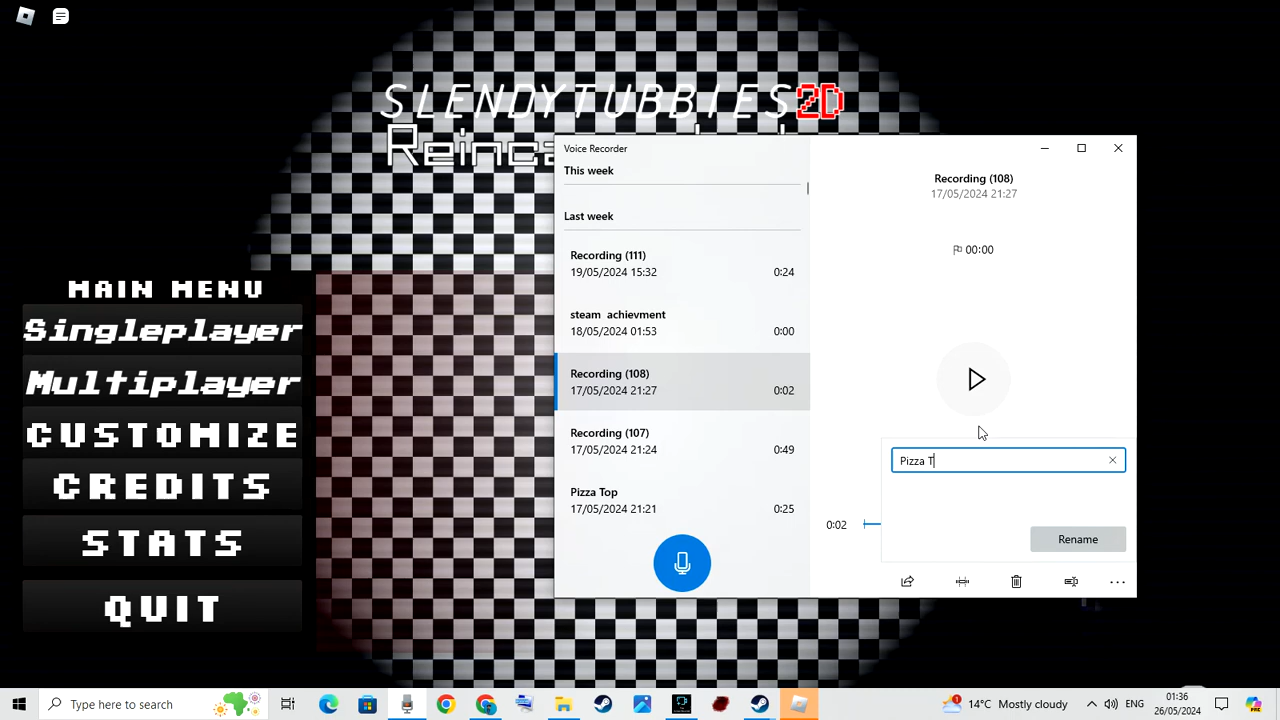 SLENDYTUBBIES2D
Reinca
MAIN MENU
Singleplayer
Multiplayer
CUSTOMIZE
CREDITS
STATS
QUIT
Voice Recorder
This week
Last week
Recording (111)
19/05/2024 15:32 0:24
steam achievment
18/05/2024 01:53 0:00
Recording (108)
17/05/2024 21:27 0:02
Recording (107)
17/05/2024 21:24 0:49
Pizza Top
17/05/2024 21:21 0:25
Recording (108)
17/05/2024 21:27
00:00
Pizza T
0:02
Rename
Type here to search
14°C Mostly cloudy
01:36
26/05/2024